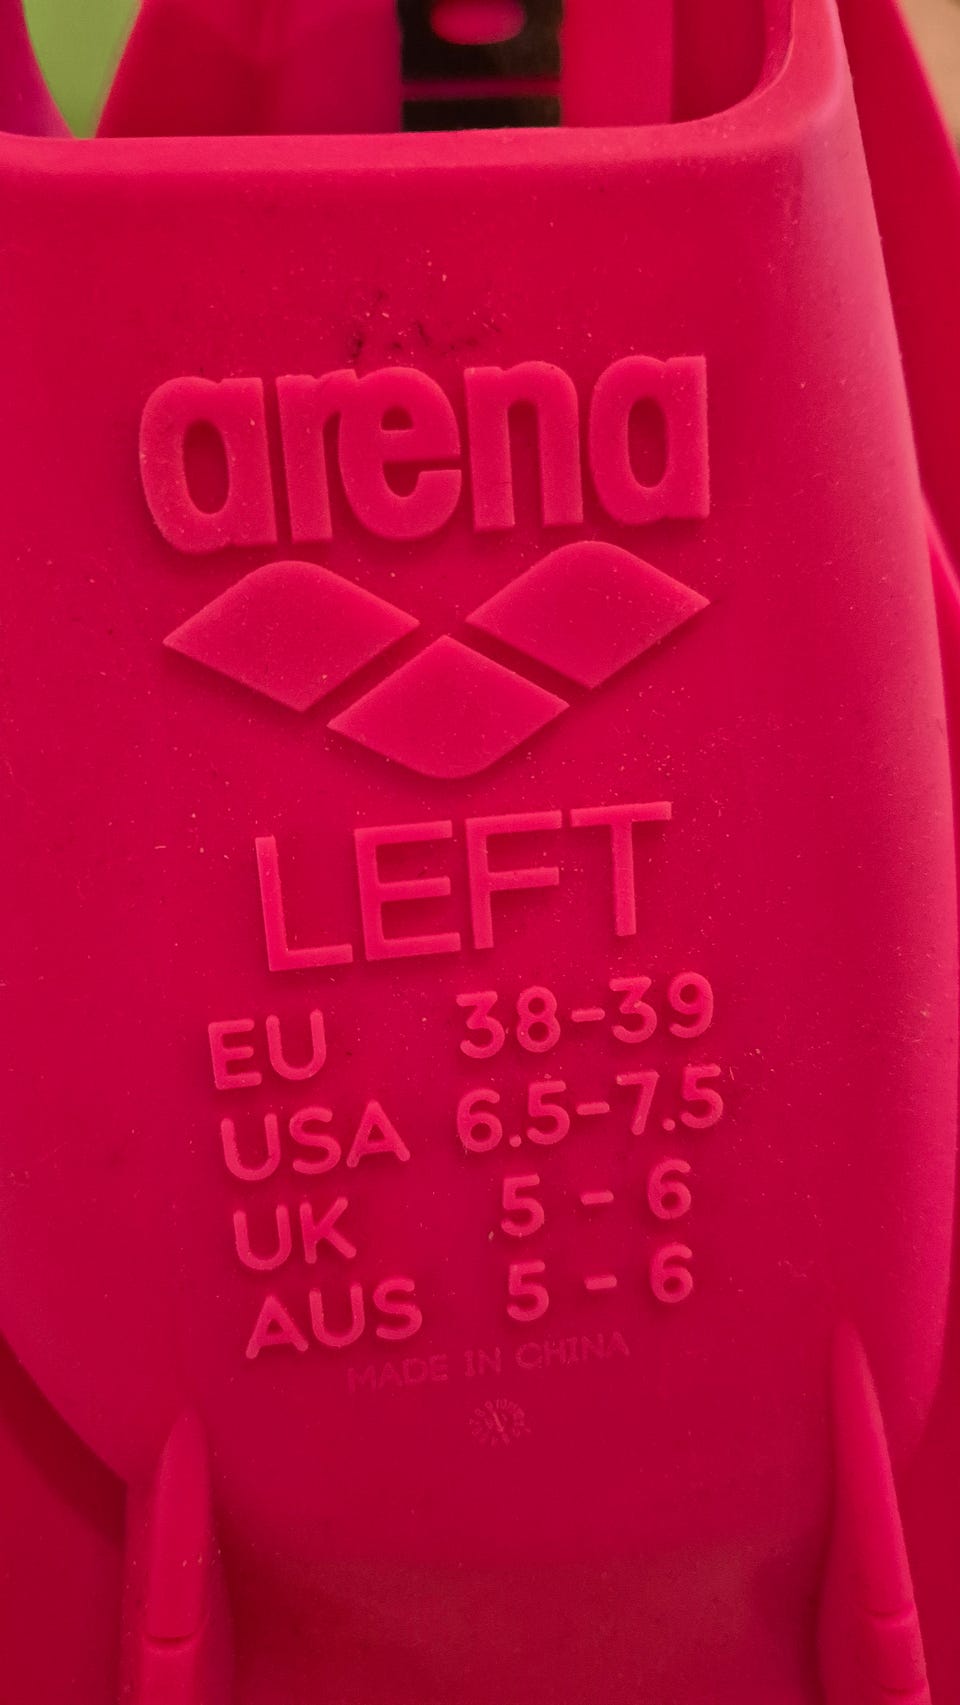 arena
LEFT
EU 38-39
USA 6.5-7.5
UK 5 - 6
AUS 5 - 6
MADE IN CHINA